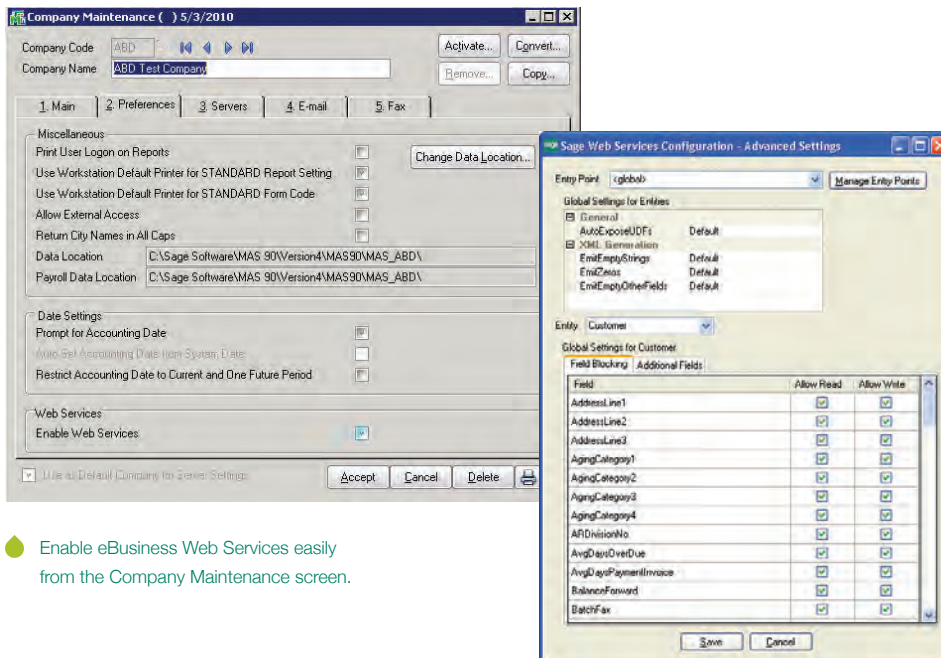 Company Maintenance ( ) 5/3/2010
Company Code ABD
Activate... Convert...
Company Name ABD Test Company
Remove... Copy...
1. Main 2. Preferences 3. Servers 4. E-mail 5. Fax
Miscellaneous
Print User Logon on Reports
Change Data Location...
Use Workstation Default Printer for STANDARD Report Setting
Use Workstation Default Printer for STANDARD Form Code
Allow External Access
Return City Names in All Caps
Data Location C:\Sage Software\MAS 90\Version4\MAS90\MAS_ABD\
Payroll Data Location C:\Sage Software\MAS 90\Version4\MAS90\MAS_ABD\
Date Settings
Prompt for Accounting Date
Auto Set Accounting Date from System Date
Restrict Accounting Date to Current and One Future Period
Web Services
Enable Web Services
Use as Default Company for Server Settings
Accept Cancel Delete
Enable eBusiness Web Services easily
from the Company Maintenance screen.
Sage Web Services Configuration - Advanced Settings
Entry Point <global> Manage Entry Points
Global Settings for Entities
General
AutoExposeUDFs Default
XML Generation
EmitEmptyStrings Default
EmitZeros Default
EmitEmptyOtherFields Default
Entity Customer
Global Settings for Customer
Field Blocking Additional Fields
Field Allow Read Allow Write
AddressLine1
AddressLine2
AddressLine3
AgingCategory1
AgingCategory2
AgingCategory3
AgingCategory4
ARDivisionNo
AvgDaysOverDue
AvgDaysPaymentInvoice
BalanceForward
BatchFax
Save Cancel